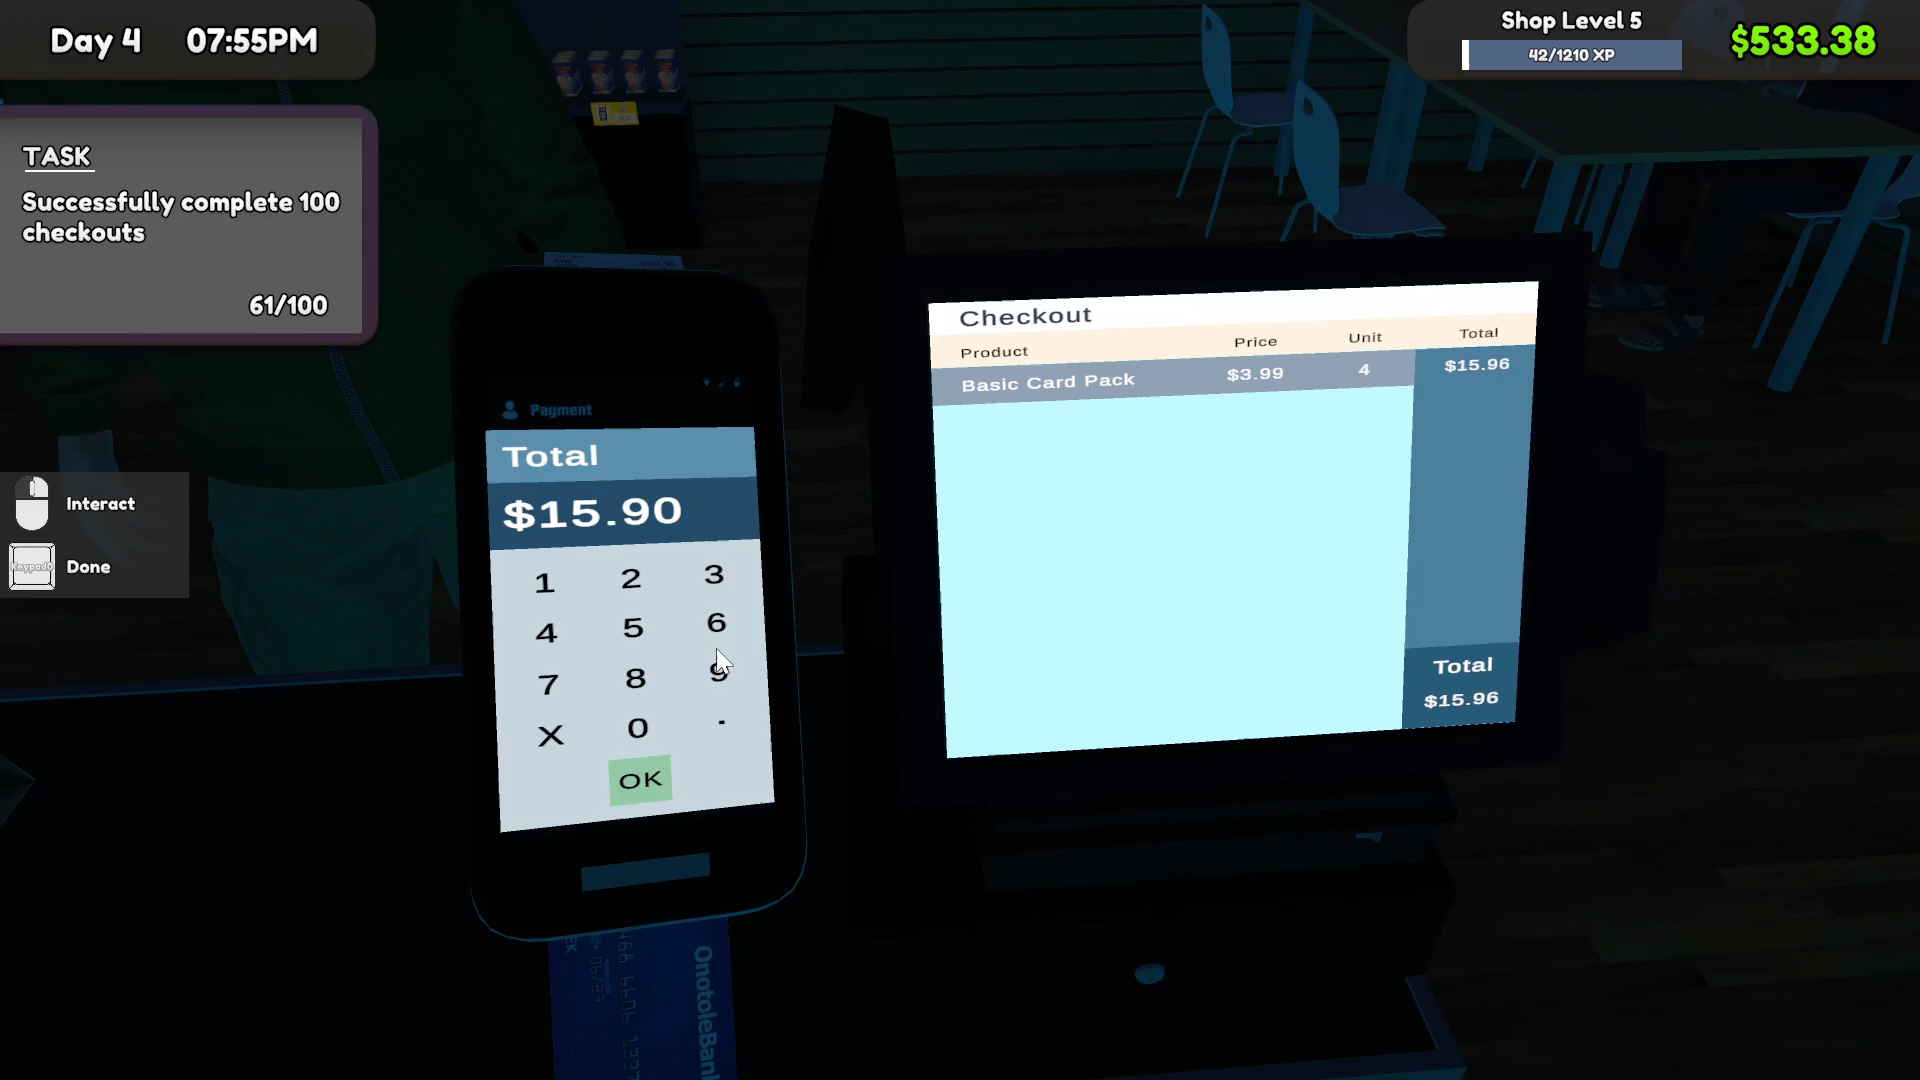 Day 4 07:55PM
Shop Level 5
42/1210 XP
$533.38
TASK
Successfully complete 100
checkouts
61/100
Interact
Done
Payment
Total
$15.90
1 2 3
4 5 6
7 8 9
X 0 .
OK
Checkout
Product Price Unit Total
Basic Card Pack $3.99 4 $15.96
Total
$15.96
OnotoleBank